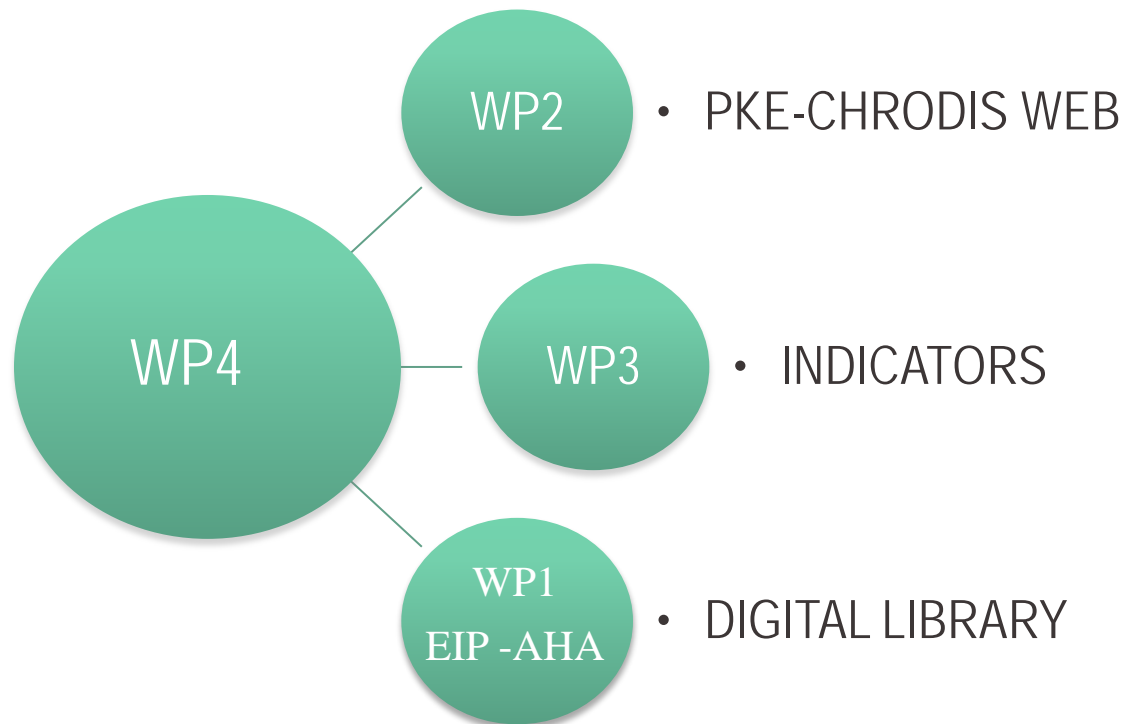 WP2
• PKE-CHRODIS WEB
WP4
WP3
• INDICATORS
WP1
EIP -AHA
• DIGITAL LIBRARY